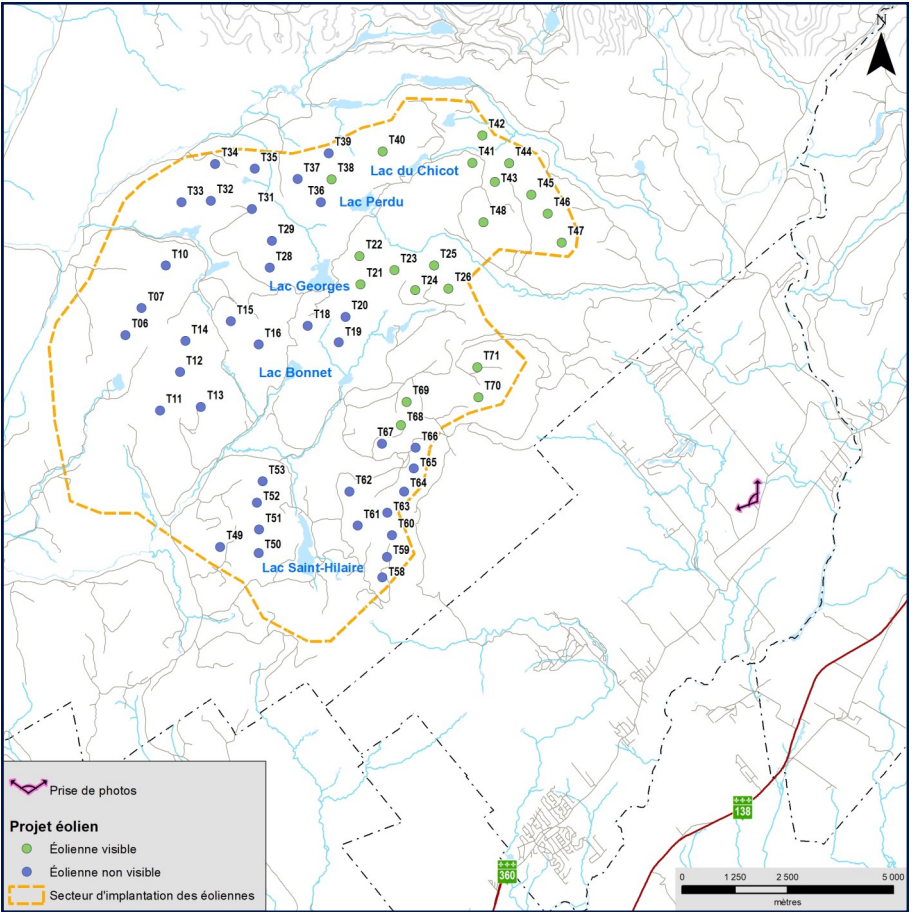 N
T42
T39
T40
T34
T35
T41
T44
T37
T38
Lac du Chicot
T43
T45
T33
T32
T31
T36
Lac Perdu
T46
T48
T29
T47
T22
T10
T28
T23
T25
T21
T24
T26
Lac Georges
T07
T06
T15
T18
T20
T14
T16
T19
T12
Lac Bonnet
T71
T11
T13
T69
T70
T68
T67
T66
T65
T53
T62
T64
T52
T63
T51
T61
T60
T49
T50
T59
Lac Saint-Hilaire
T58
Prise de photos
Projet éolien
Éolienne visible
Éolienne non visible
Secteur d'implantation des éoliennes
138
360
0 1 250 2 500 5 000
mètres